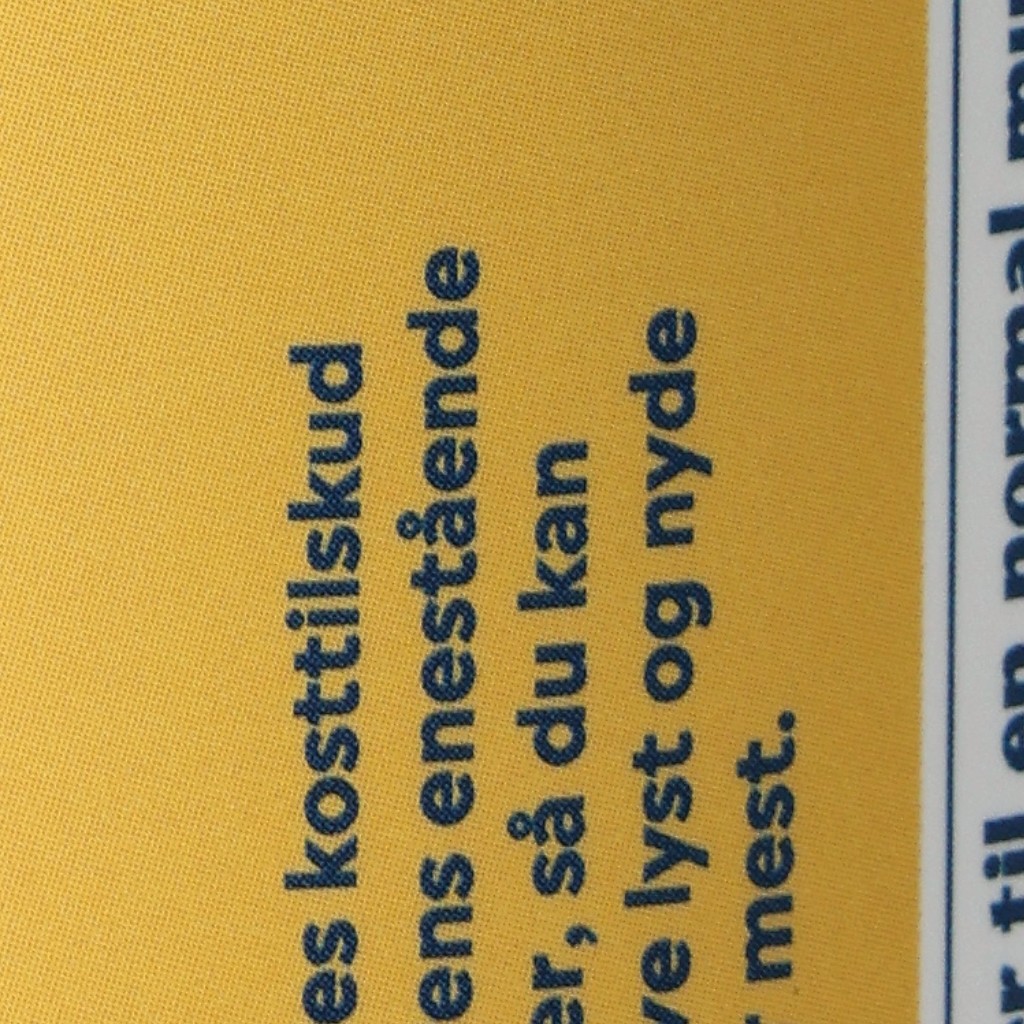 es kosttilskud
ens enestående
er, så du kan
ve lyst og nyde
mest.
til en normal